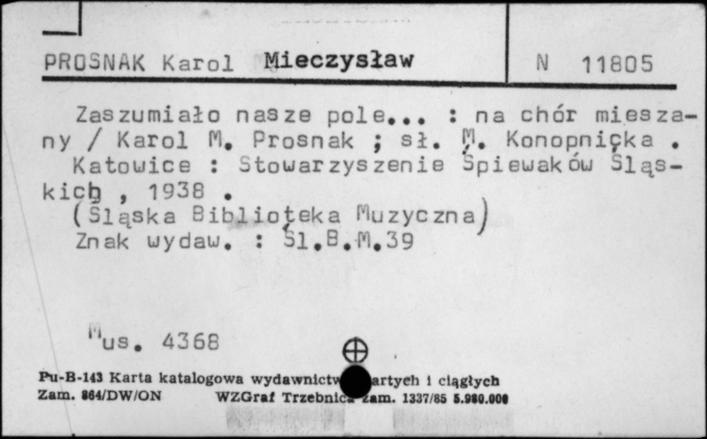 PROSNAK Karol Mieczysław N 11805
Zaszumiało nasze pole... : na chór miesza-
ny / Karol M. Prosnak ; sł. M. Konopnicka .
Katowice : Stowarzyszenie Śpiewaków Śląs-
kich , 1938 .
(Śląska Biblioteka Muzyczna)
Znak wydaw. : Śl.B.M.39
Mus. 4368
Pu-B-143 Karta katalogowa wydawnictw artych i ciągłych
Zam. 864/DW/ON WZGraf Trzebnica zam. 1337/85 5.980.000